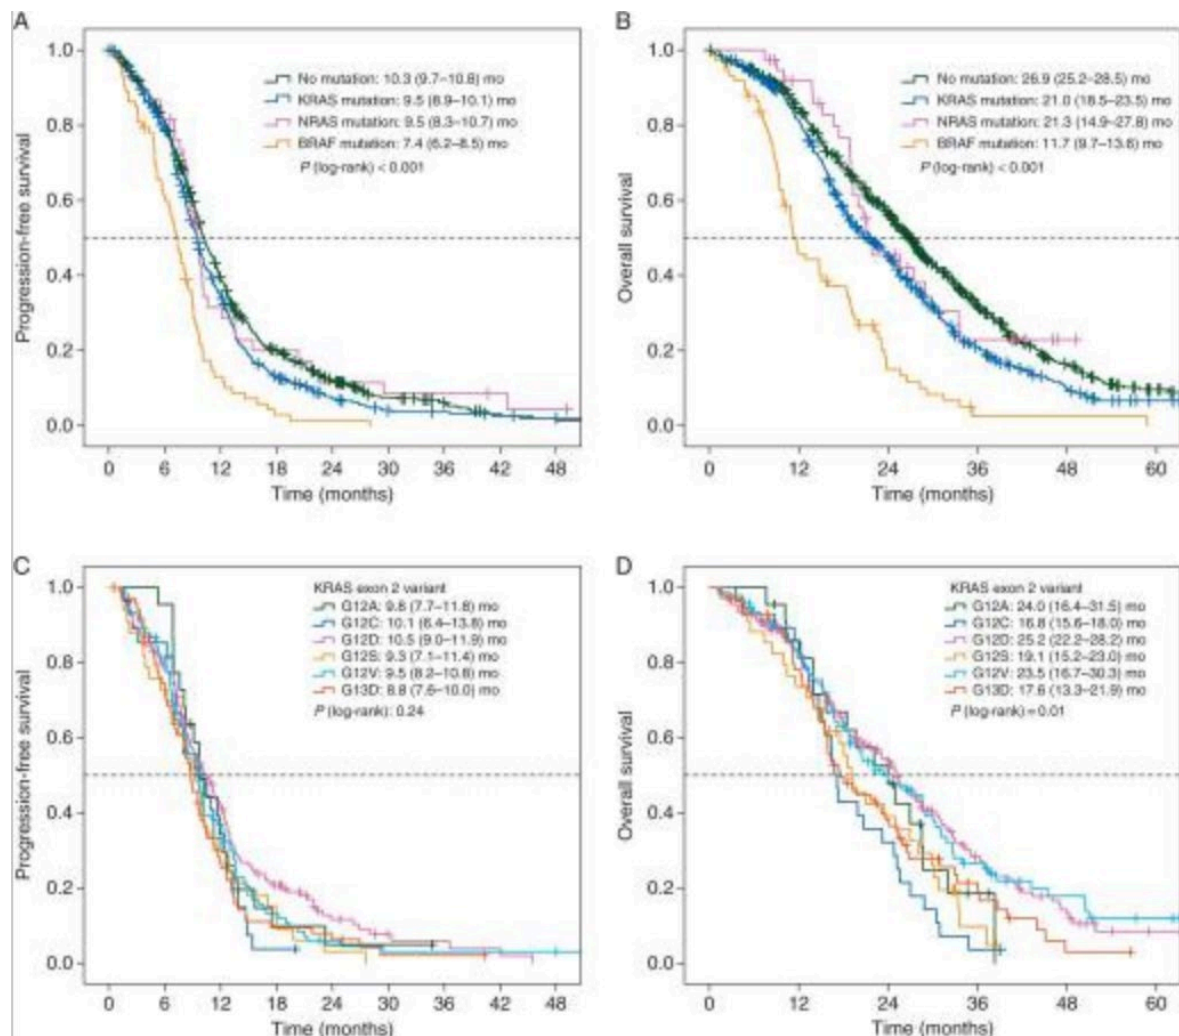 A
Progression-free survival
1.0
0.8
0.6
0.4
0.2
0.0
No mutation: 10.3 (9.7–10.8) mo
KRAS mutation: 9.5 (8.9–10.1) mo
NRAS mutation: 9.5 (8.3–10.7) mo
BRAF mutation: 7.4 (6.2–8.5) mo
P (log-rank) < 0.001
0 6 12 18 24 30 36 42 48
Time (months)
B
Overall survival
1.0
0.8
0.6
0.4
0.2
0.0
No mutation: 26.9 (25.2–28.5) mo
KRAS mutation: 21.0 (18.5–23.5) mo
NRAS mutation: 21.3 (14.9–27.8) mo
BRAF mutation: 11.7 (9.7–13.6) mo
P (log-rank) < 0.001
0 12 24 36 48 60
Time (months)
C
Progression-free survival
1.0
0.8
0.6
0.4
0.2
0.0
KRAS exon 2 variant
G12A: 9.8 (7.7–11.8) mo
G12C: 10.1 (6.4–13.8) mo
G12D: 10.5 (9.0–11.9) mo
G12S: 9.3 (7.1–11.4) mo
G12V: 9.5 (8.2–10.8) mo
G13D: 8.8 (7.6–10.0) mo
P (log-rank): 0.24
0 6 12 18 24 30 36 42 48
Time (months)
D
Overall survival
1.0
0.8
0.6
0.4
0.2
0.0
KRAS exon 2 variant
G12A: 24.0 (16.4–31.5) mo
G12C: 16.8 (15.6–18.0) mo
G12D: 25.2 (22.2–28.2) mo
G12S: 19.1 (15.2–23.0) mo
G12V: 23.5 (16.7–30.3) mo
G13D: 17.6 (13.3–21.9) mo
P (log-rank) = 0.01
0 12 24 36 48 60
Time (months)